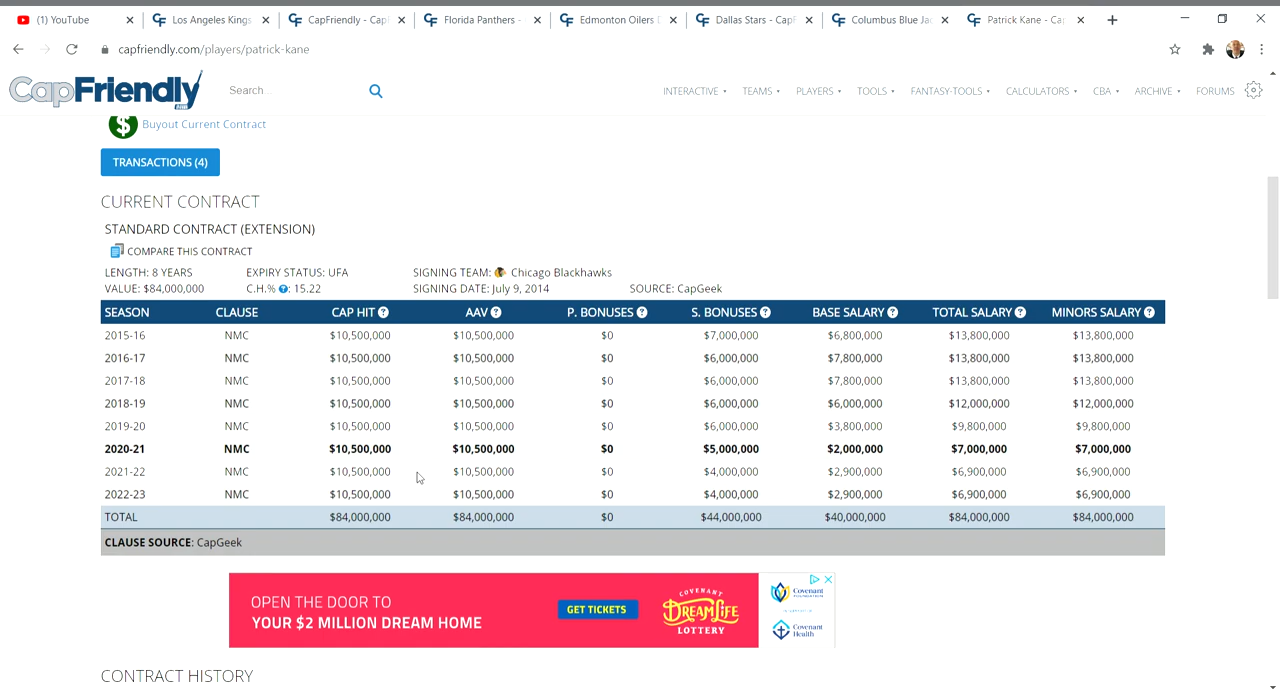 (1) YouTube
Los Angeles Kings
CapFriendly - Cap
Florida Panthers -
Edmonton Oilers D
Dallas Stars - CapF
Columbus Blue Jac
Patrick Kane - Cap
capfriendly.com/players/patrick-kane
CapFriendly
Search...
INTERACTIVE
TEAMS
PLAYERS
TOOLS
FANTASY-TOOLS
CALCULATORS
CBA
ARCHIVE
FORUMS
Buyout Current Contract
TRANSACTIONS (4)
CURRENT CONTRACT
STANDARD CONTRACT (EXTENSION)
COMPARE THIS CONTRACT
LENGTH: 8 YEARS EXPIRY STATUS: UFA SIGNING TEAM: Chicago Blackhawks
VALUE: $84,000,000 C.H.% ?: 15.22 SIGNING DATE: July 9, 2014 SOURCE: CapGeek
SEASON CLAUSE CAP HIT ? AAV ? P. BONUSES ? S. BONUSES ? BASE SALARY ? TOTAL SALARY ? MINORS SALARY ?
2015-16 NMC $10,500,000 $10,500,000 $0 $7,000,000 $6,800,000 $13,800,000 $13,800,000
2016-17 NMC $10,500,000 $10,500,000 $0 $6,000,000 $7,800,000 $13,800,000 $13,800,000
2017-18 NMC $10,500,000 $10,500,000 $0 $6,000,000 $7,800,000 $13,800,000 $13,800,000
2018-19 NMC $10,500,000 $10,500,000 $0 $6,000,000 $6,000,000 $12,000,000 $12,000,000
2019-20 NMC $10,500,000 $10,500,000 $0 $6,000,000 $3,800,000 $9,800,000 $9,800,000
2020-21 NMC $10,500,000 $10,500,000 $0 $5,000,000 $2,000,000 $7,000,000 $7,000,000
2021-22 NMC $10,500,000 $10,500,000 $0 $4,000,000 $2,900,000 $6,900,000 $6,900,000
2022-23 NMC $10,500,000 $10,500,000 $0 $4,000,000 $2,900,000 $6,900,000 $6,900,000
TOTAL $84,000,000 $84,000,000 $0 $44,000,000 $40,000,000 $84,000,000 $84,000,000
CLAUSE SOURCE: CapGeek
OPEN THE DOOR TO
YOUR $2 MILLION DREAM HOME
GET TICKETS
COVENANT
DREAMLIFE
LOTTERY
Covenant
Covenant
Health
CONTRACT HISTORY